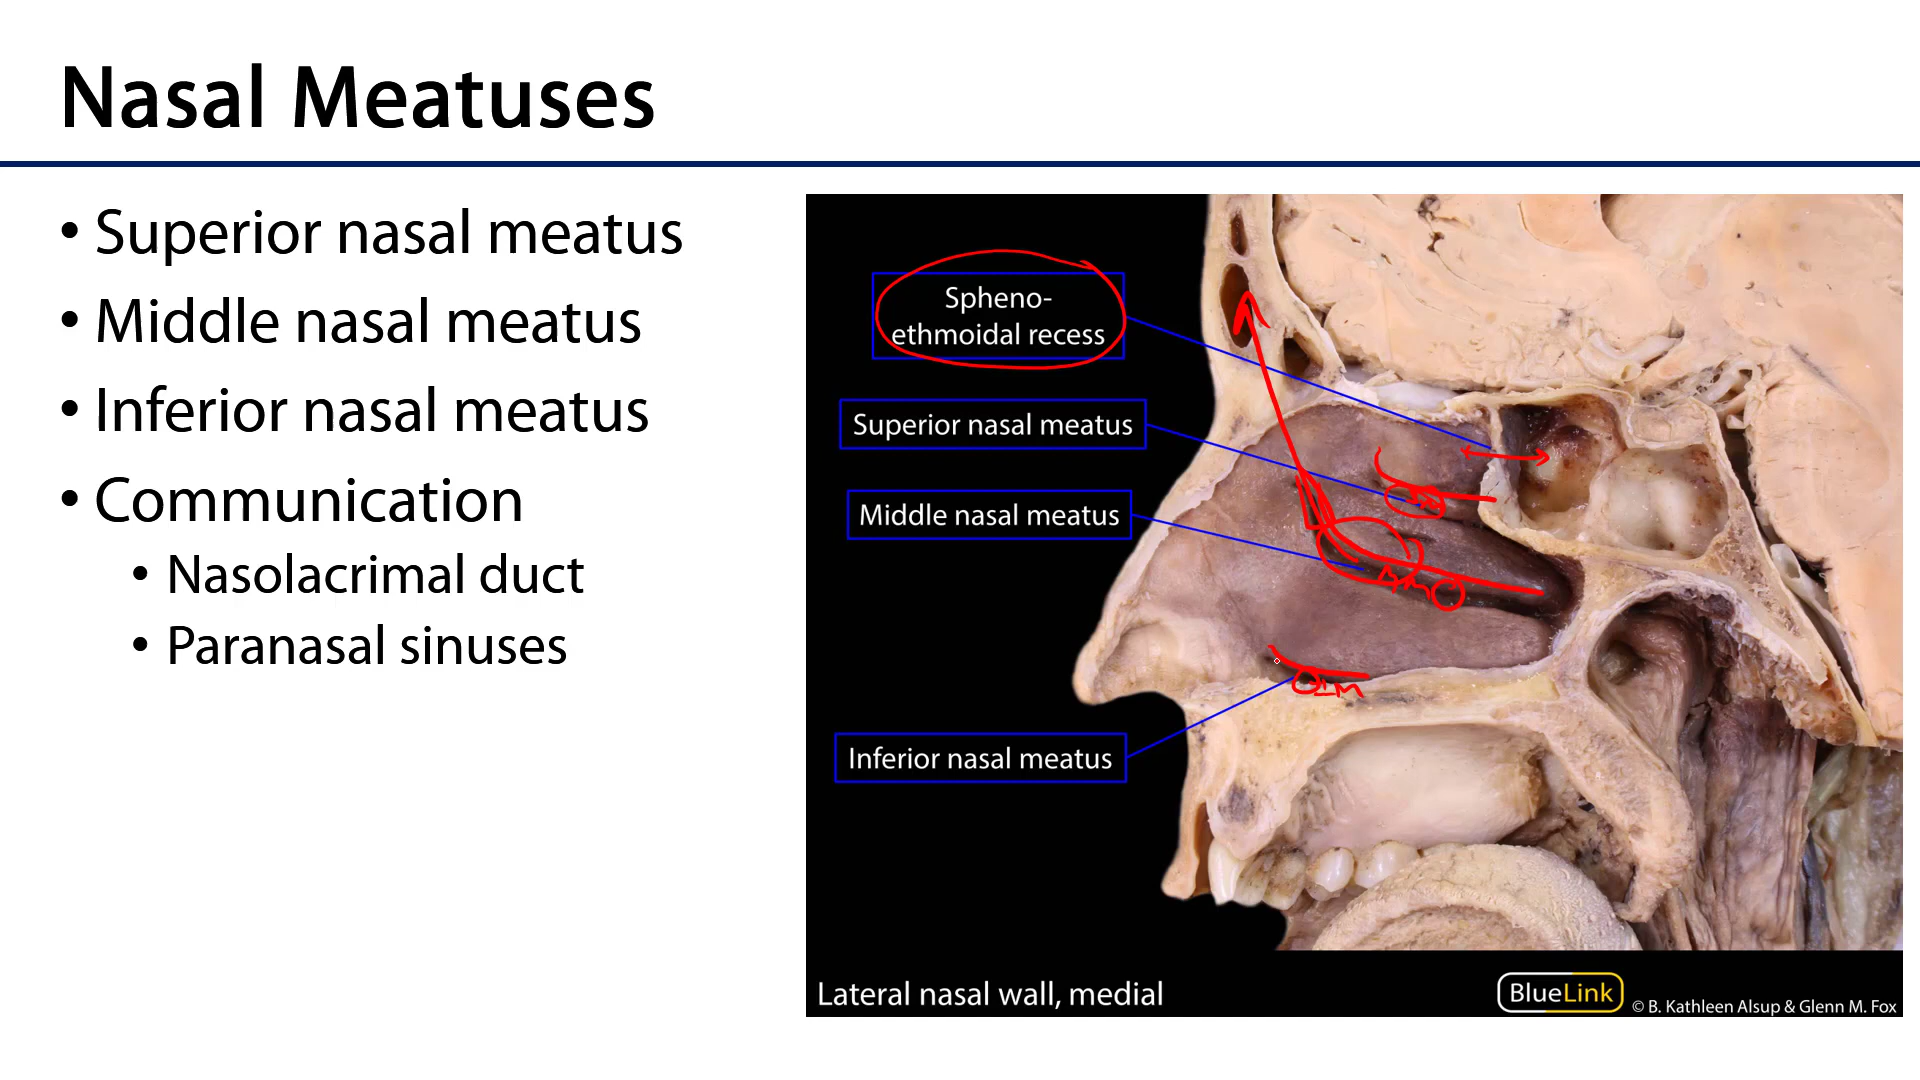 Nasal Meatuses
• Superior nasal meatus
• Middle nasal meatus
• Inferior nasal meatus
• Communication
• Nasolacrimal duct
• Paranasal sinuses
Spheno-
ethmoidal recess
Superior nasal meatus
Middle nasal meatus
Inferior nasal meatus
Lateral nasal wall, medial
BlueLink
© B. Kathleen Alsup & Glenn M. Fox